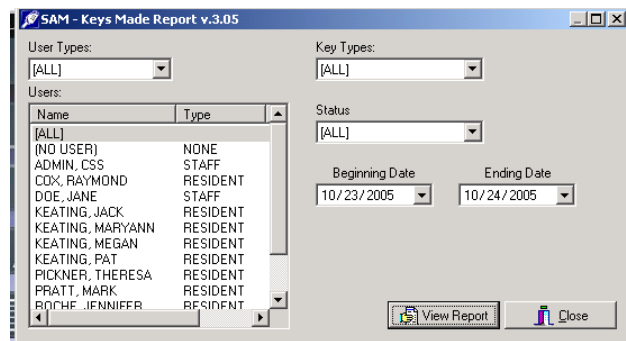 SAM - Keys Made Report v.3.05
User Types:
[ALL]
Key Types:
[ALL]
Users:
Name Type
[ALL]
(NO USER) NONE
ADMIN, CSS STAFF
COX, RAYMOND RESIDENT
DOE, JANE STAFF
KEATING, JACK RESIDENT
KEATING, MARYANN RESIDENT
KEATING, MEGAN RESIDENT
KEATING, PAT RESIDENT
PICKNER, THERESA RESIDENT
PRATT, MARK RESIDENT
ROCHE, JENNIFER RESIDENT
Status
[ALL]
Beginning Date Ending Date
10/23/2005 10/24/2005
View Report Close